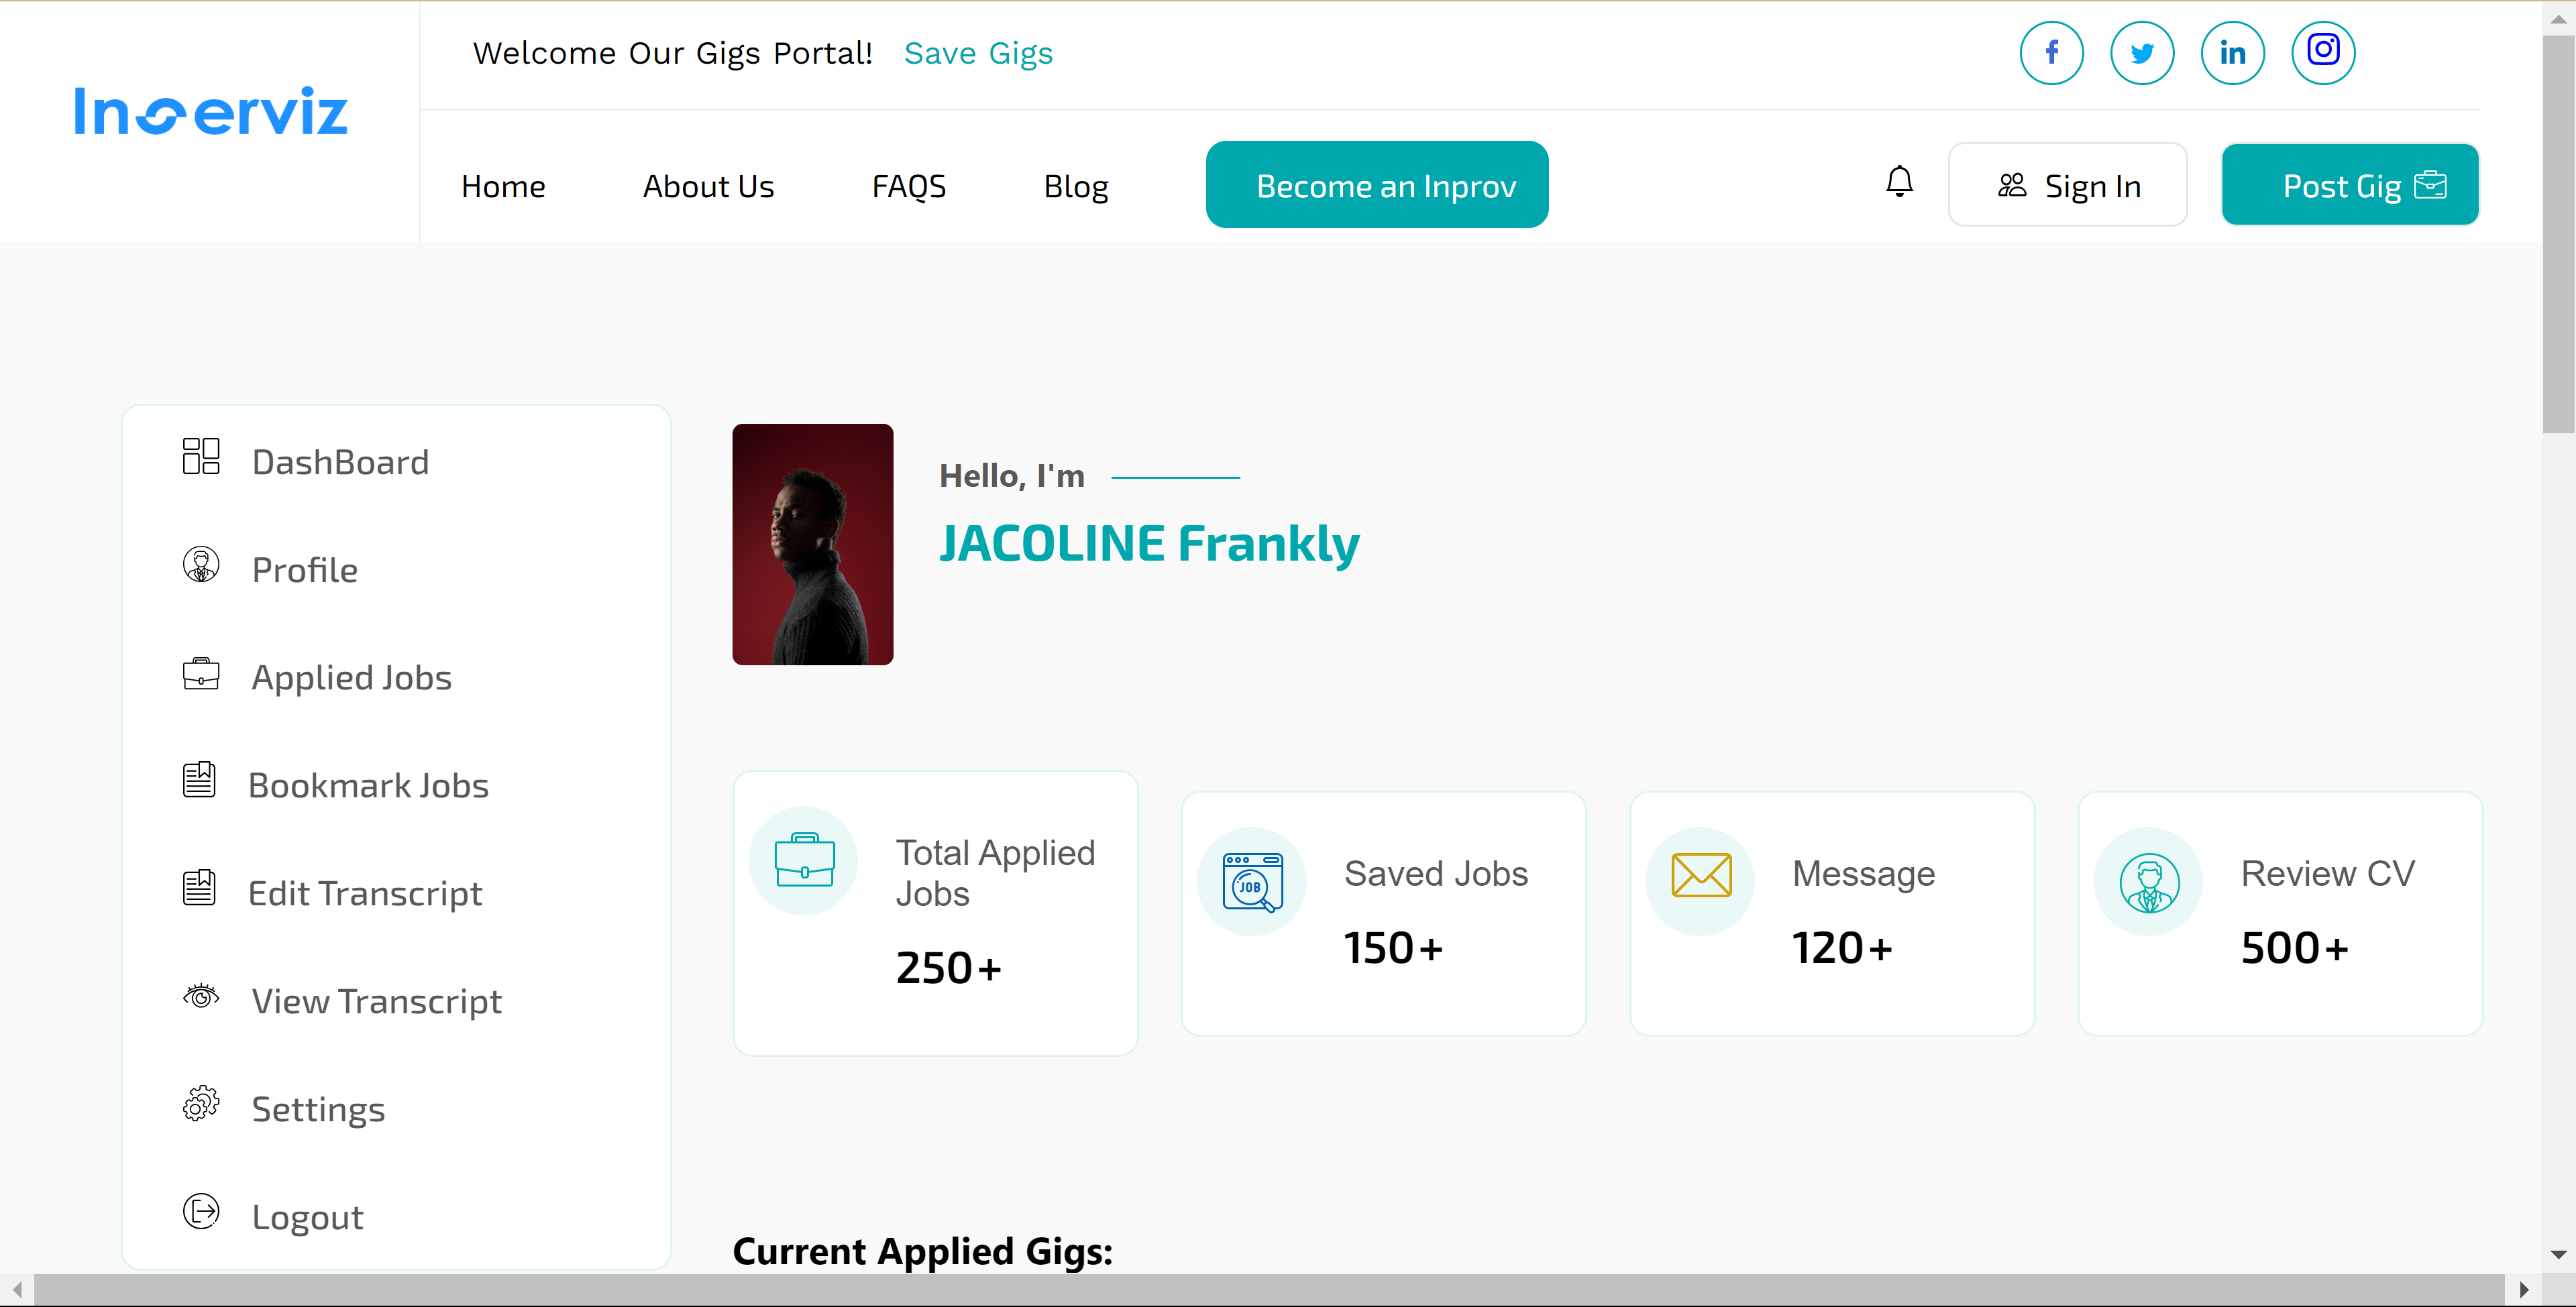 Welcome Our Gigs Portal! Save Gigs
Inserviz
Home About Us FAQS Blog Become an Inprov Sign In Post Gig
DashBoard
Profile
Applied Jobs
Bookmark Jobs
Edit Transcript
View Transcript
Settings
Logout
Hello, I'm
JACOLINE Frankly
Total Applied
Jobs
250+
JOB
Saved Jobs
150+
Message
120+
Review CV
500+
Current Applied Gigs: